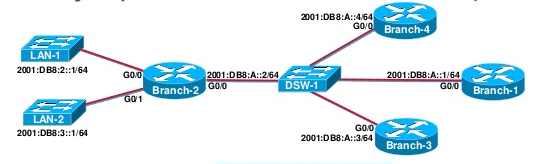 2001:DB8:A::4/64
G0/0
Branch-4
LAN-1
2001:DB8:2::1/64
G0/0
Branch-2
2001:DB8:A::2/64
G0/0
DSW-1
2001:DB8:A::1/64
G0/0
Branch-1
G0/1
LAN-2
2001:DB8:3::1/64
G0/0
2001:DB8:A::3/64
Branch-3